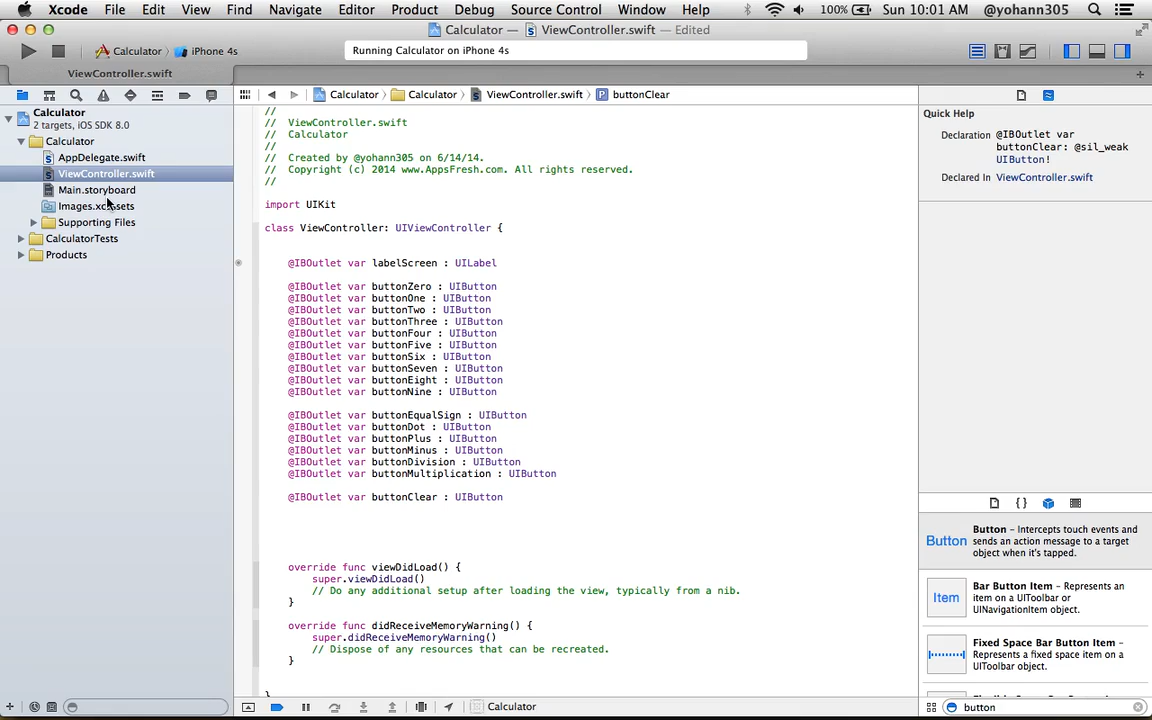 Xcode File Edit View Find Navigate Editor Product Debug Source Control Window Help 100% Sun 10:01 AM @yohann305
Calculator — ViewController.swift — Edited
Calculator 〉 iPhone 4s
Running Calculator on iPhone 4s
ViewController.swift
Calculator 〉 Calculator 〉 ViewController.swift 〉 P buttonClear
Calculator
2 targets, iOS SDK 8.0
Calculator
AppDelegate.swift
ViewController.swift
Main.storyboard
Supporting Files
CalculatorTests
Products
//
// ViewController.swift
// Calculator
//
// Created by @yohann305 on 6/14/14.
// Copyright (c) 2014 www.AppsFresh.com. All rights reserved.
//
import UIKit
class ViewController: UIViewController {
@IBOutlet var labelScreen : UILabel
@IBOutlet var buttonZero : UIButton
@IBOutlet var buttonOne : UIButton
@IBOutlet var buttonTwo : UIButton
@IBOutlet var buttonThree : UIButton
@IBOutlet var buttonFour : UIButton
@IBOutlet var buttonFive : UIButton
@IBOutlet var buttonSix : UIButton
@IBOutlet var buttonSeven : UIButton
@IBOutlet var buttonEight : UIButton
@IBOutlet var buttonNine : UIButton
@IBOutlet var buttonEqualSign : UIButton
@IBOutlet var buttonDot : UIButton
@IBOutlet var buttonPlus : UIButton
@IBOutlet var buttonMinus : UIButton
@IBOutlet var buttonDivision : UIButton
@IBOutlet var buttonMultiplication : UIButton
@IBOutlet var buttonClear : UIButton
override func viewDidLoad() {
super.viewDidLoad()
// Do any additional setup after loading the view, typically from a nib.
}
override func didReceiveMemoryWarning() {
super.didReceiveMemoryWarning()
// Dispose of any resources that can be recreated.
}
}
Calculator
Quick Help
Declaration @IBOutlet var
buttonClear: @sil_weak
UIButton!
Declared In ViewController.swift
Button
Button – Intercepts touch events and
sends an action message to a target
object when it's tapped.
Item
Bar Button Item – Represents an
item on a UIToolbar or
UINavigationItem object.
Fixed Space Bar Button Item –
Represents a fixed space item on a
UIToolbar object.
button